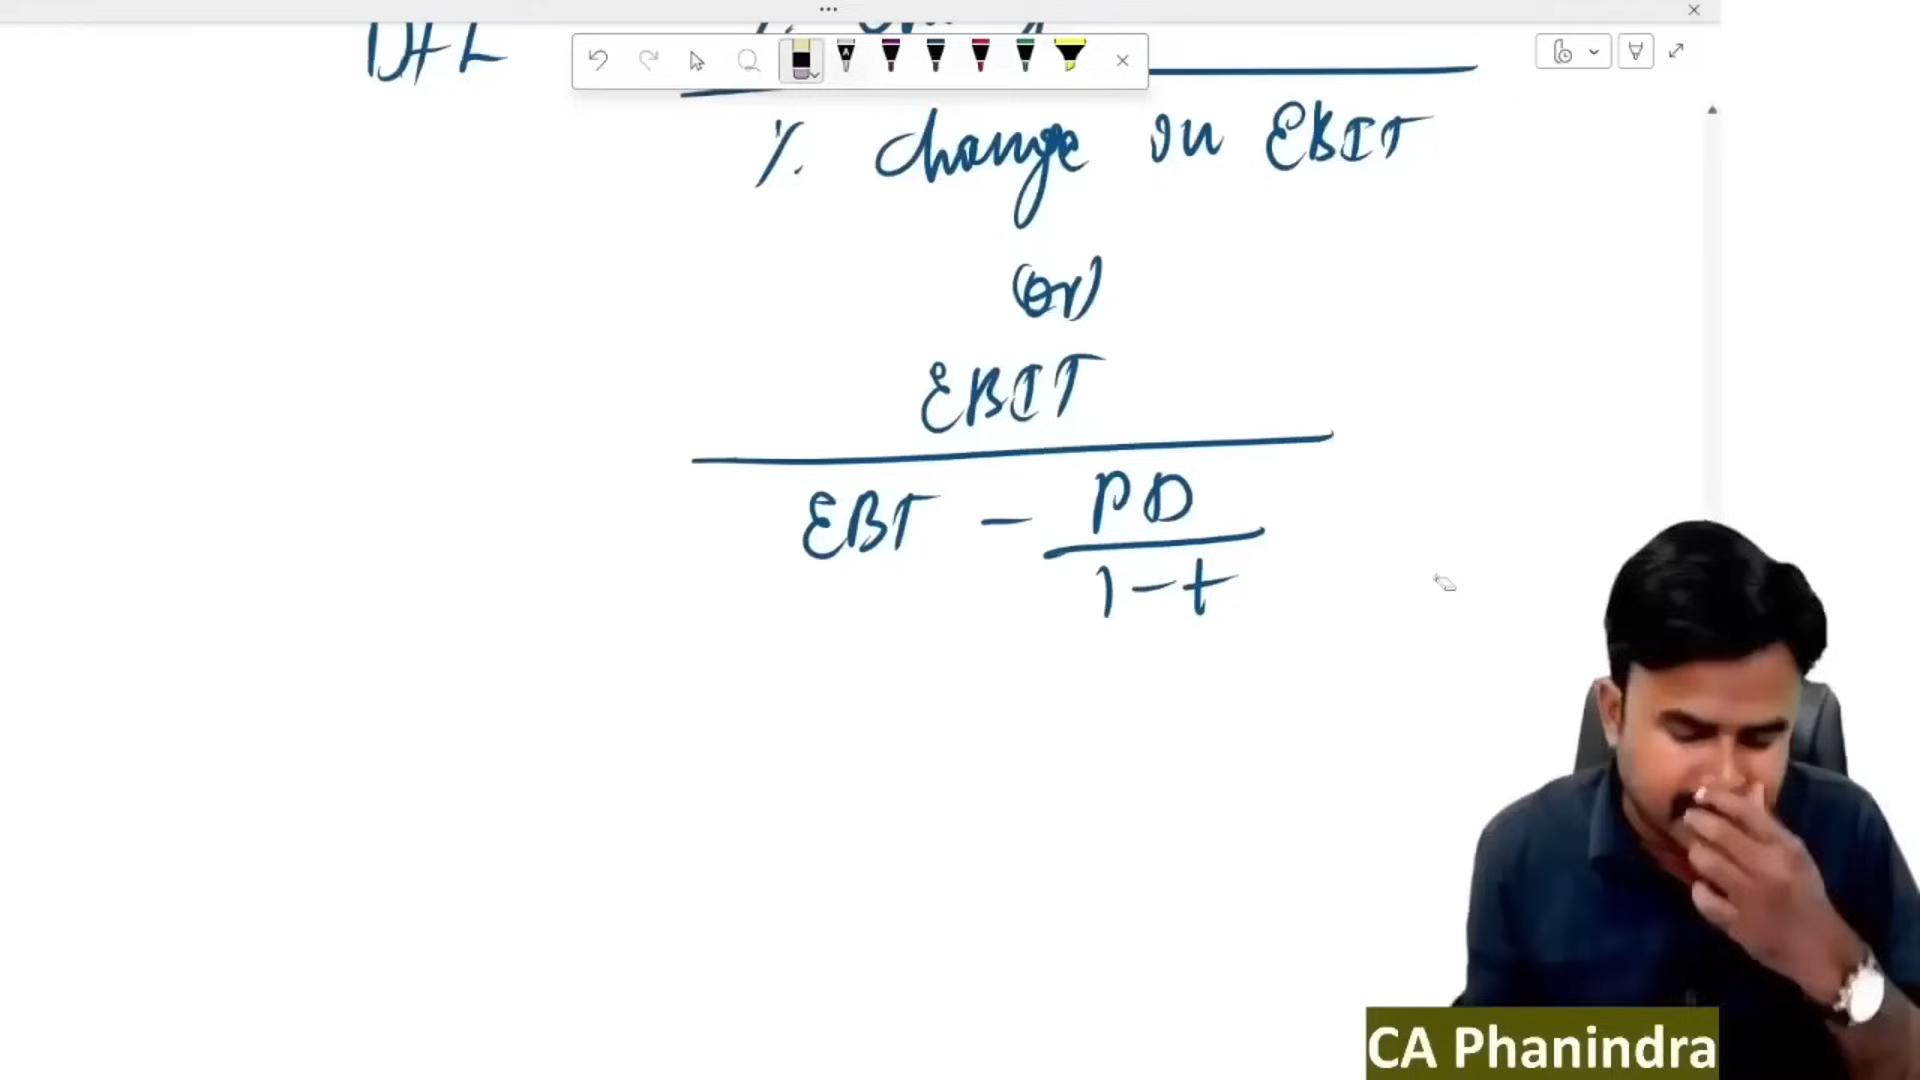 DFL
% change in EBIT
(or)
EBIT
EBT - PD
1-t
CA Phanindra